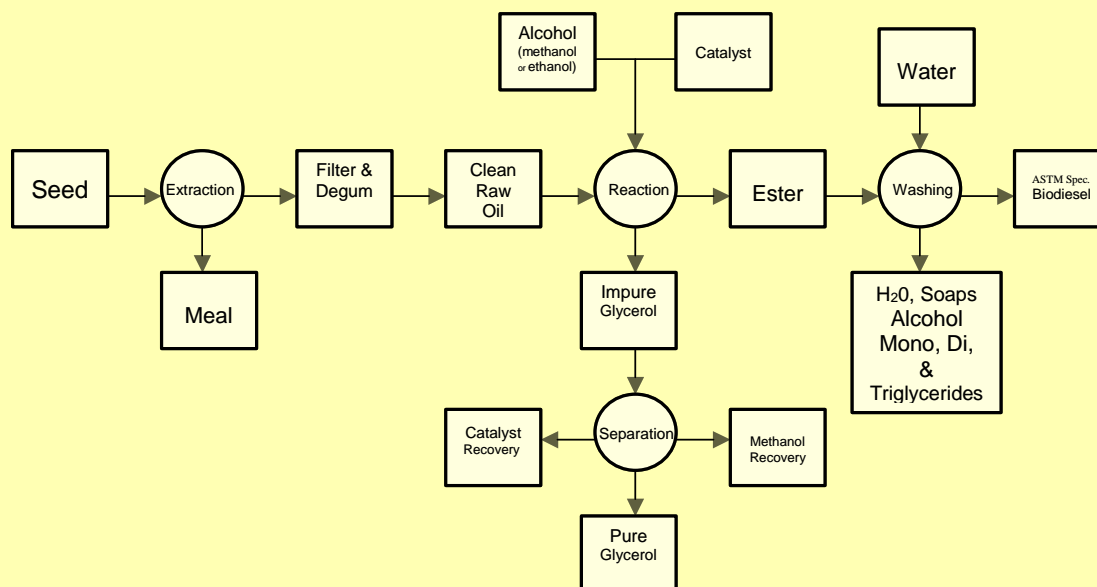 Alcohol
(methanol
or ethanol)
Catalyst
Water
Seed
Extraction
Filter &
Degum
Clean
Raw
Oil
Reaction
Ester
Washing
ASTM Spec.
Biodiesel
Meal
Impure
Glycerol
H20, Soaps
Alcohol
Mono, Di,
&
Triglycerides
Catalyst
Recovery
Separation
Methanol
Recovery
Pure
Glycerol